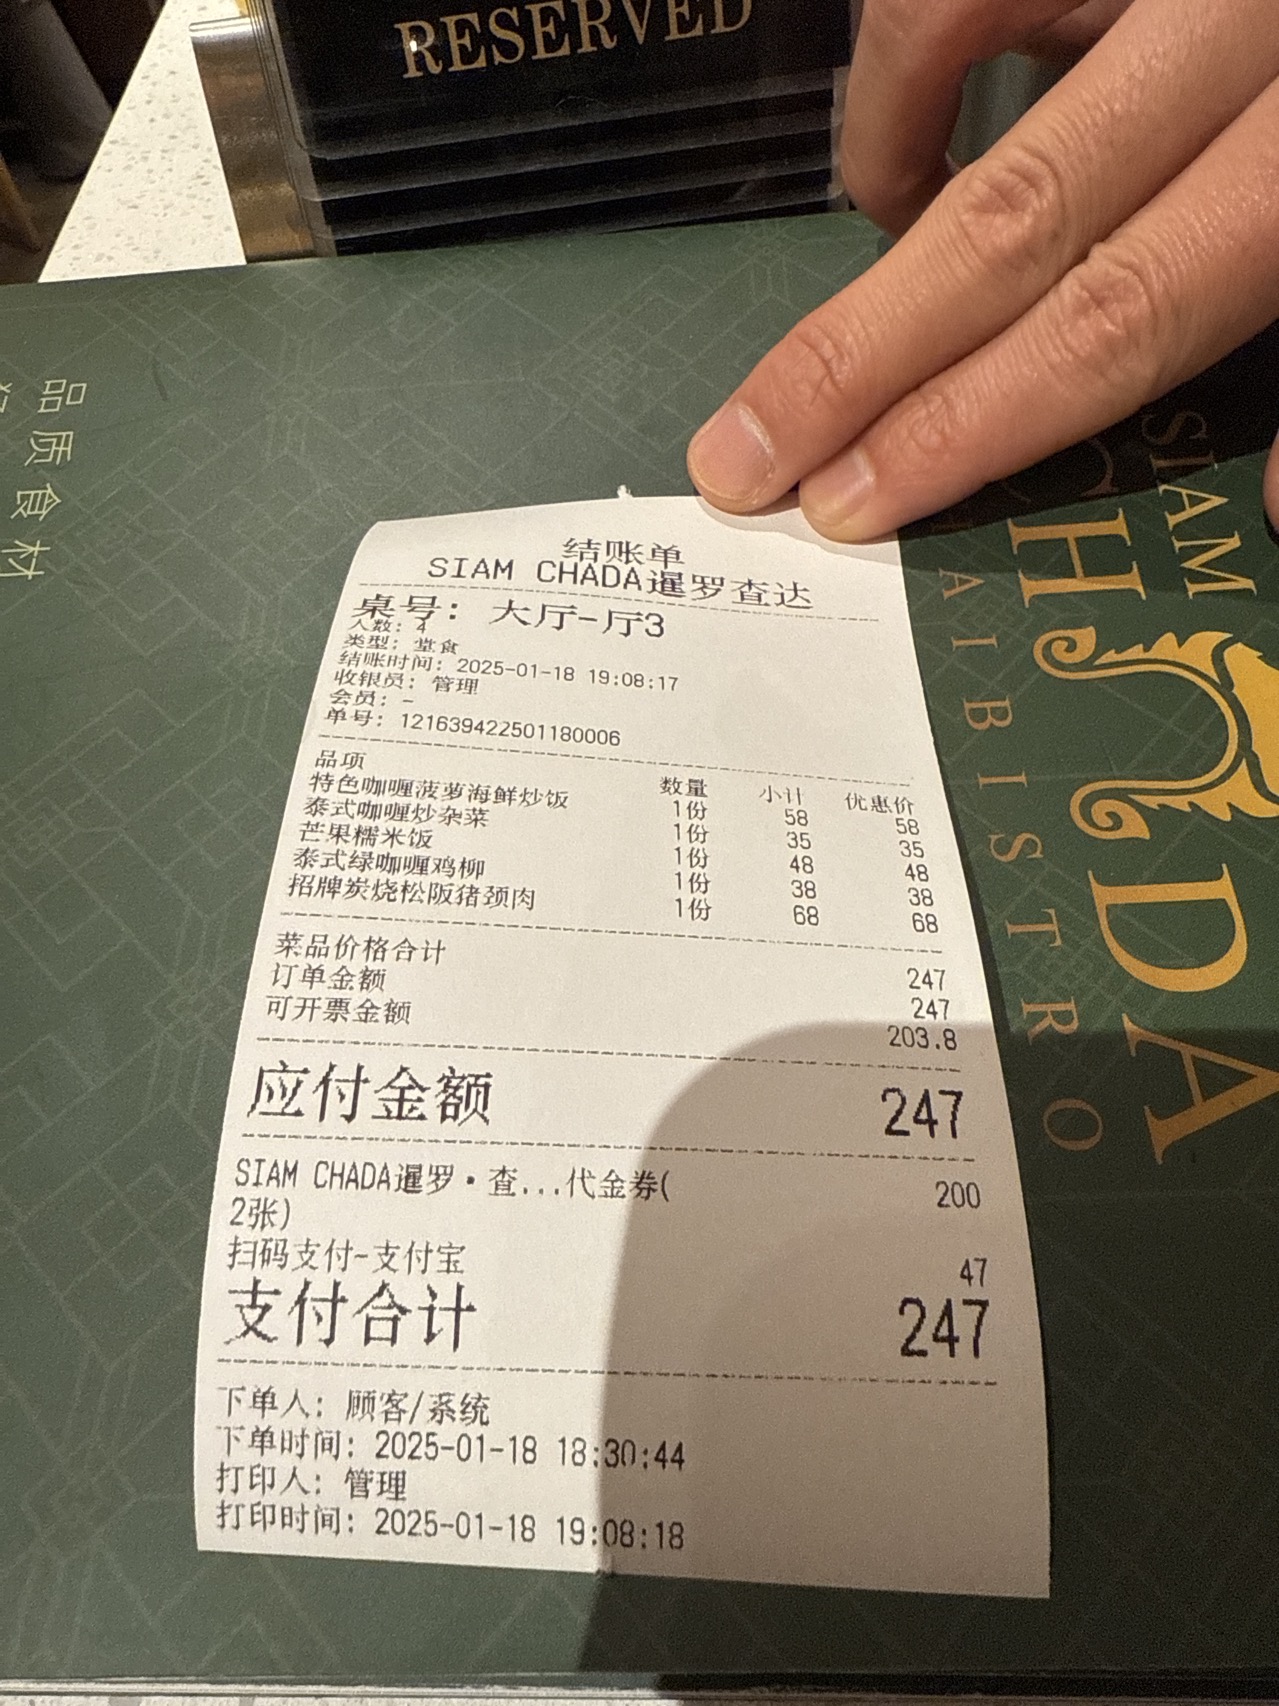 RESERVED
品质食材
SIAM
CHADA
THAI BISTRO
结账单
SIAM CHADA暹罗查达
桌号: 大厅-厅3
人数: 4
类型: 堂食
结账时间: 2025-01-18 19:08:17
收银员: 管理
会员: -
单号: 121639422501180006
品项 数量 小计 优惠价
特色咖喱菠萝海鲜炒饭 1份 58 58
泰式咖喱炒杂菜 1份 35 35
芒果糯米饭 1份 48 48
泰式绿咖喱鸡柳 1份 38 38
招牌炭烧松阪猪颈肉 1份 68 68
菜品价格合计 247
订单金额 247
可开票金额 203.8
应付金额 247
SIAM CHADA暹罗·查...代金券( 200
2张)
扫码支付-支付宝 47
支付合计 247
下单人: 顾客/系统
下单时间: 2025-01-18 18:30:44
打印人: 管理
打印时间: 2025-01-18 19:08:18